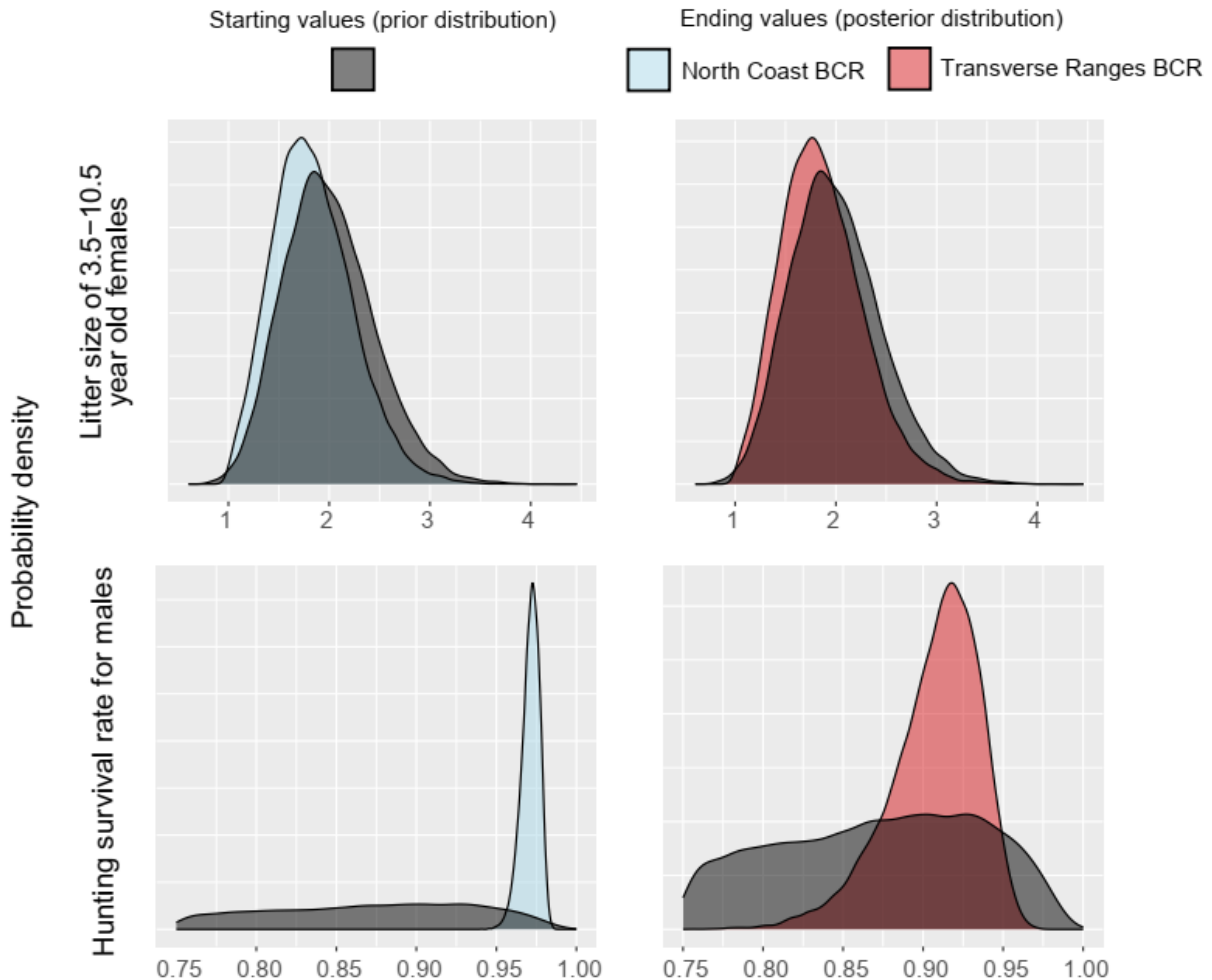 Starting values (prior distribution)
Ending values (posterior distribution)
North Coast BCR
Transverse Ranges BCR
Probability density
Litter size of 3.5−10.5
year old females
1 2 3 4
1 2 3 4
Hunting survival rate for males
0.75 0.80 0.85 0.90 0.95 1.00
0.75 0.80 0.85 0.90 0.95 1.00